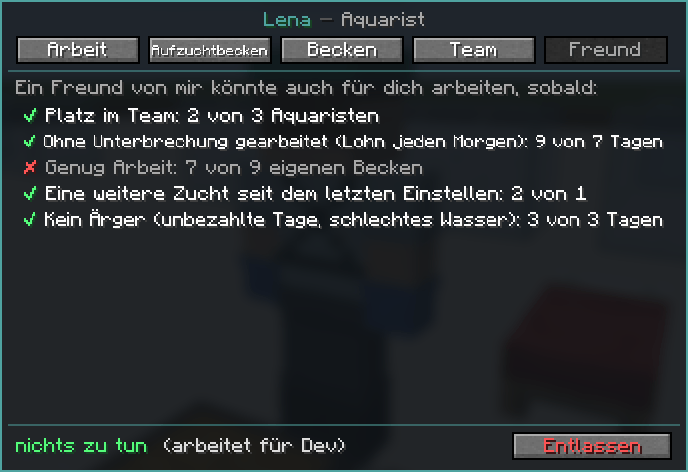 Lena — Aquarist
Arbeit Aufzuchtbecken Becken Team Freund
Ein Freund von mir könnte auch für dich arbeiten, sobald:
✓ Platz im Team: 2 von 3 Aquaristen
✓ Ohne Unterbrechung gearbeitet (Lohn jeden Morgen): 9 von 7 Tagen
✗ Genug Arbeit: 7 von 9 eigenen Becken
✓ Eine weitere Zucht seit dem letzten Einstellen: 2 von 1
✓ Kein Ärger (unbezahlte Tage, schlechtes Wasser): 3 von 3 Tagen
nichts zu tun (arbeitet für Dev) Entlassen